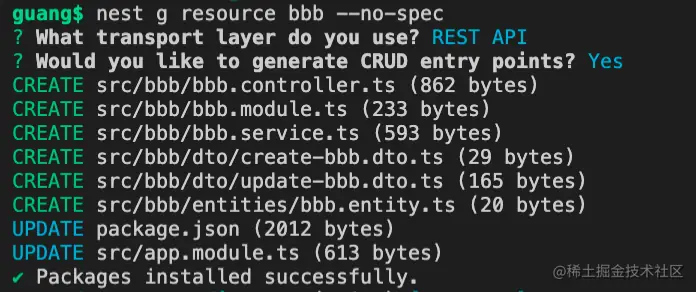 guang$ nest g resource bbb --no-spec
? What transport layer do you use? REST API
? Would you like to generate CRUD entry points? Yes
CREATE src/bbb/bbb.controller.ts (862 bytes)
CREATE src/bbb/bbb.module.ts (233 bytes)
CREATE src/bbb/bbb.service.ts (593 bytes)
CREATE src/bbb/dto/create-bbb.dto.ts (29 bytes)
CREATE src/bbb/dto/update-bbb.dto.ts (165 bytes)
CREATE src/bbb/entities/bbb.entity.ts (20 bytes)
UPDATE package.json (2012 bytes)
UPDATE src/app.module.ts (613 bytes)
✔ Packages installed successfully.
@稀土掘金技术社区